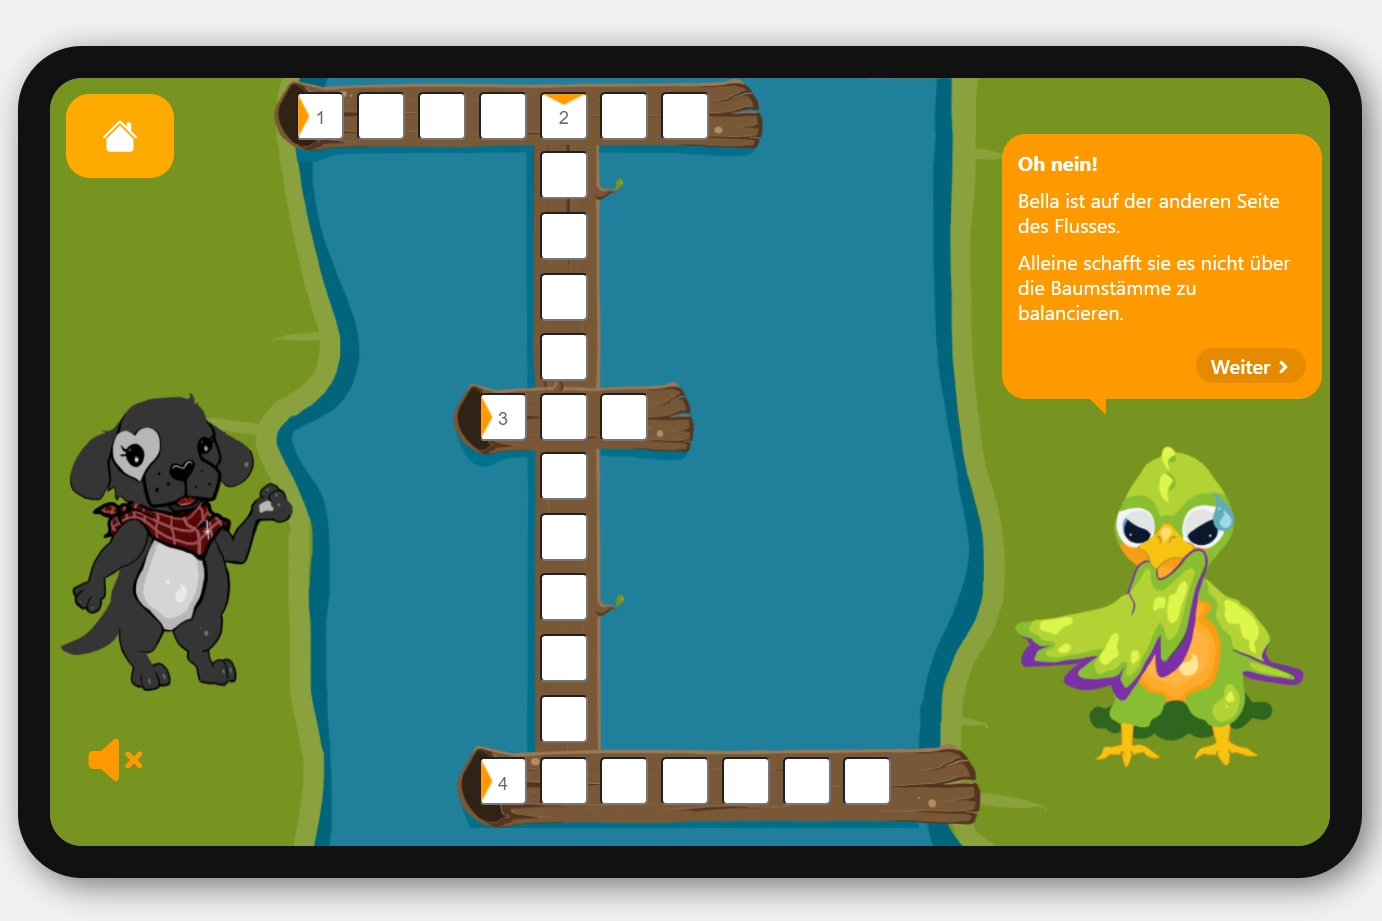 1
2
Oh nein!
Bella ist auf der anderen Seite
des Flusses.
Alleine schafft sie es nicht über
die Baumstämme zu
balancieren.
Weiter
3
4